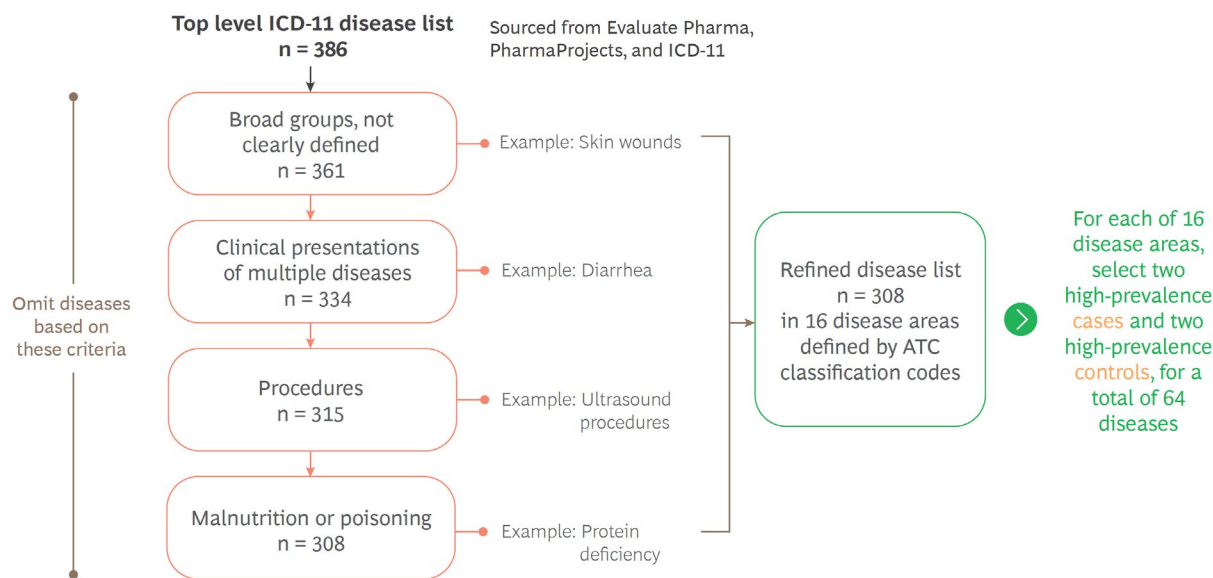 Top level ICD-11 disease list
n = 386
Sourced from Evaluate Pharma,
PharmaProjects, and ICD-11
Omit diseases
based on
these criteria
Broad groups, not
clearly defined
n = 361
Example: Skin wounds
Clinical presentations
of multiple diseases
n = 334
Example: Diarrhea
Procedures
n = 315
Example: Ultrasound
procedures
Malnutrition or poisoning
n = 308
Example: Protein
deficiency
Refined disease list
n = 308
in 16 disease areas
defined by ATC
classification codes
For each of 16
disease areas,
select two
high-prevalence
cases and two
high-prevalence
controls, for a
total of 64
diseases